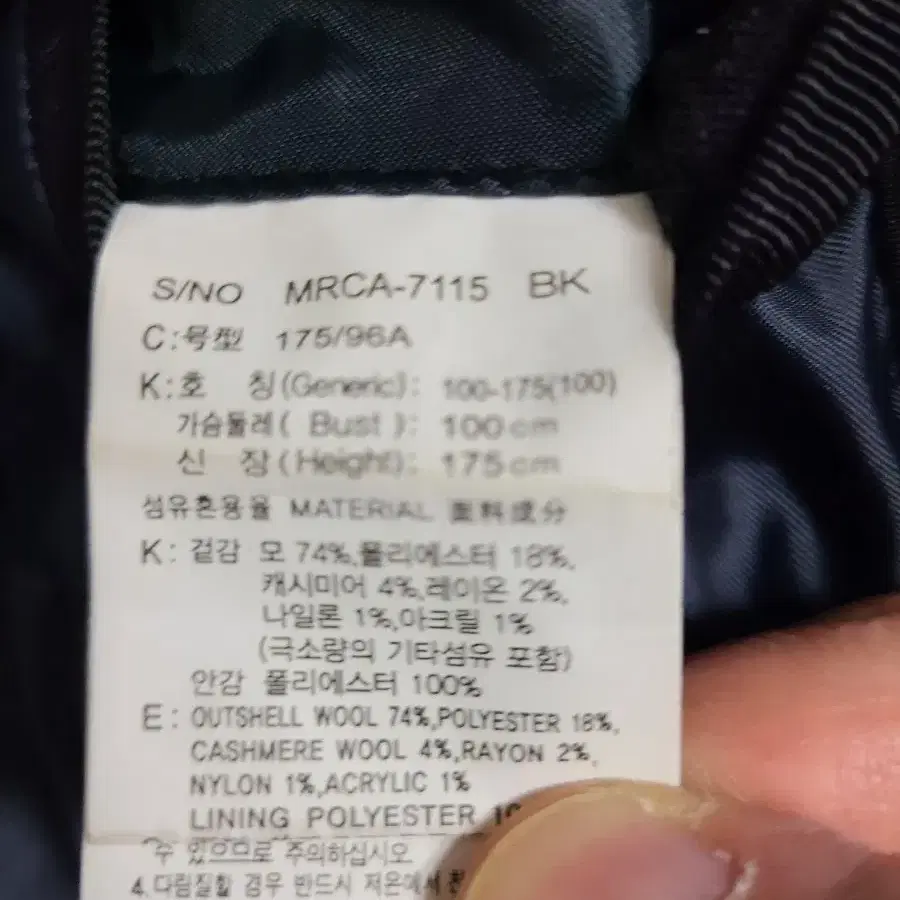 S/NO MRCA-7115 BK
C:号型 175/96A
K:호 칭(Generic): 100-175(100)
가슴둘레( Bust ): 100cm
신 장(Height): 175cm
섬유혼용율 MATERIAL 面料成分
K: 겉감 모 74%,폴리에스터 18%,
캐시미어 4%,레이온 2%,
나일론 1%,아크릴 1%
(극소량의 기타섬유 포함)
안감 폴리에스터 100%
E: OUTSHELL WOOL 74%,POLYESTER 18%,
CASHMERE WOOL 4%,RAYON 2%,
NYLON 1%,ACRYLIC 1%
LINING POLYESTER
수 있으므로 주의하십시오
4.다림질할 경우 반드시 저온에서